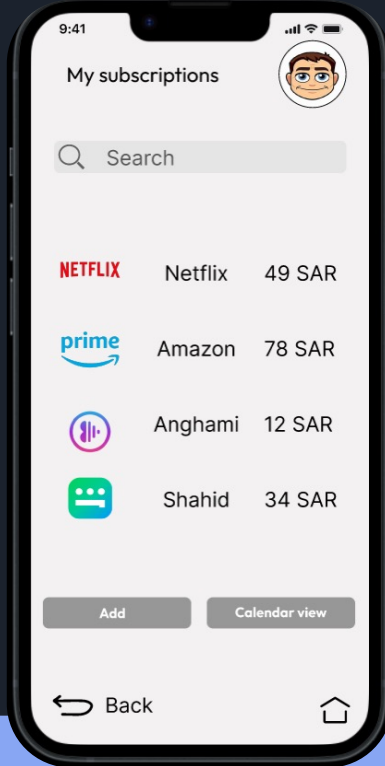 9:41
My subscriptions
Search
NETFLIX Netflix 49 SAR
prime Amazon 78 SAR
Anghami 12 SAR
Shahid 34 SAR
Add Calendar view
Back